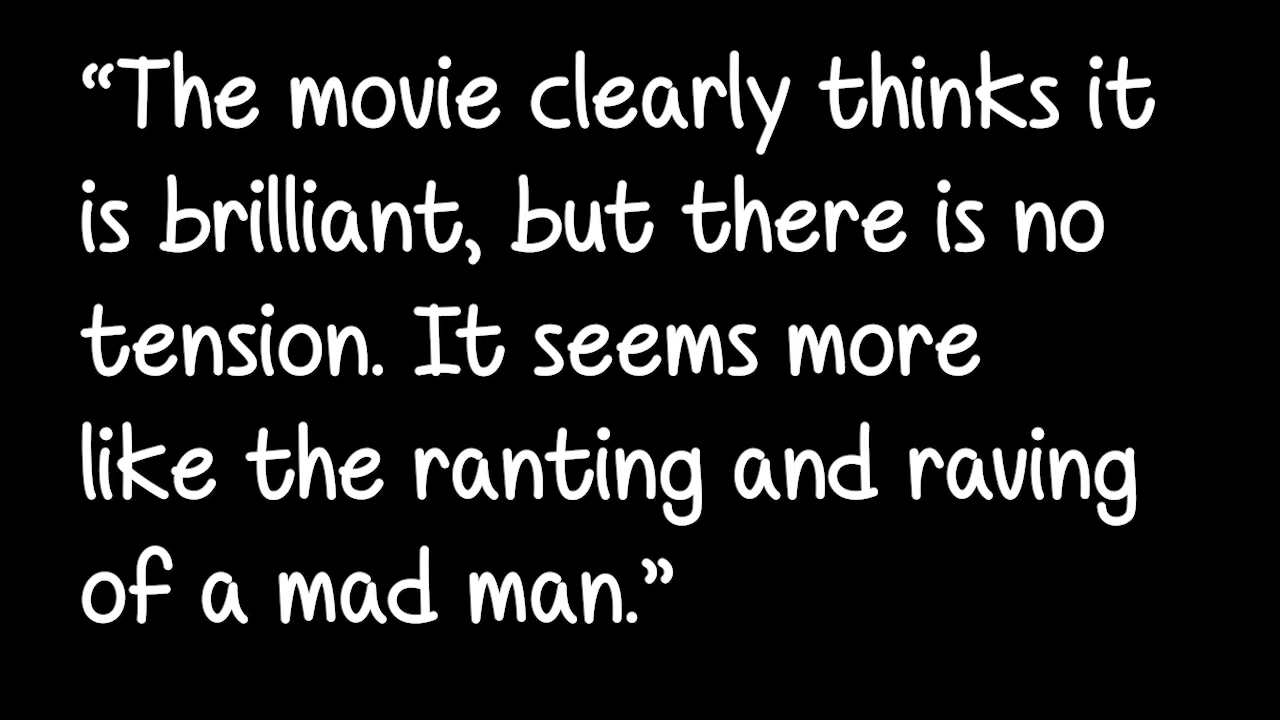 “The movie clearly thinks it
is brilliant, but there is no
tension. It seems more
like the ranting and raving
of a mad man.”